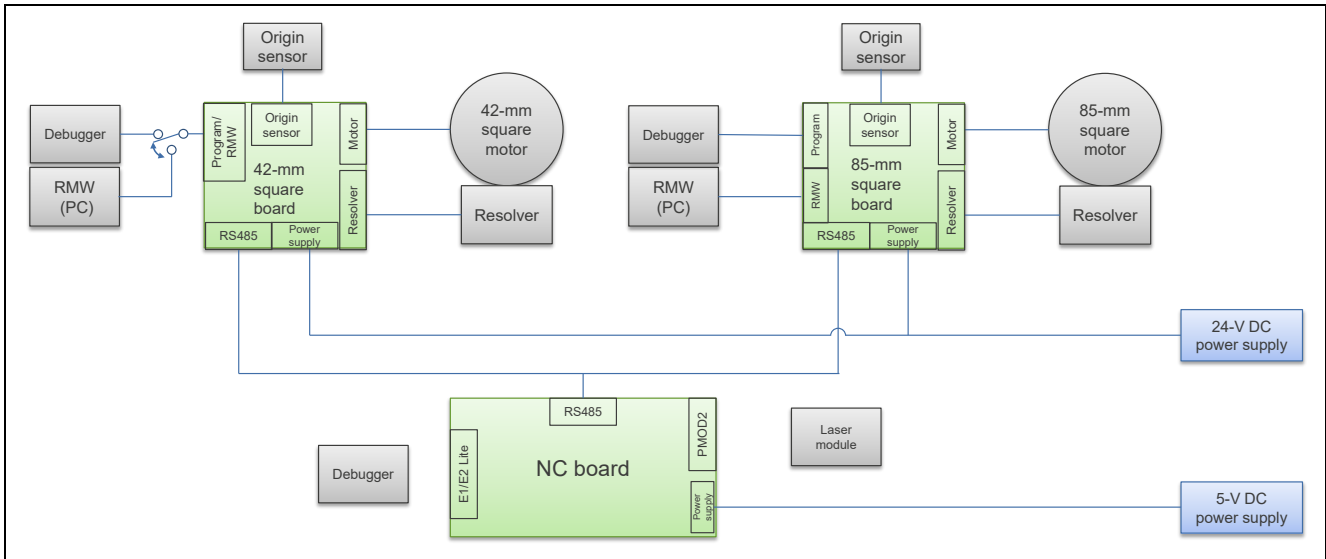 Origin
sensor
Debugger
RMW
(PC)
Program/
RMW
Origin
sensor
Motor
42-mm
square
board
Resolver
RS485
Power
supply
42-mm
square
motor
Resolver
Origin
sensor
Debugger
RMW
(PC)
Program
RMW
Origin
sensor
Motor
85-mm
square
board
Resolver
RS485
Power
supply
85-mm
square
motor
Resolver
24-V DC
power supply
Debugger
RS485
E1/E2 Lite
NC board
PMOD2
Power
supply
Laser
module
5-V DC
power supply